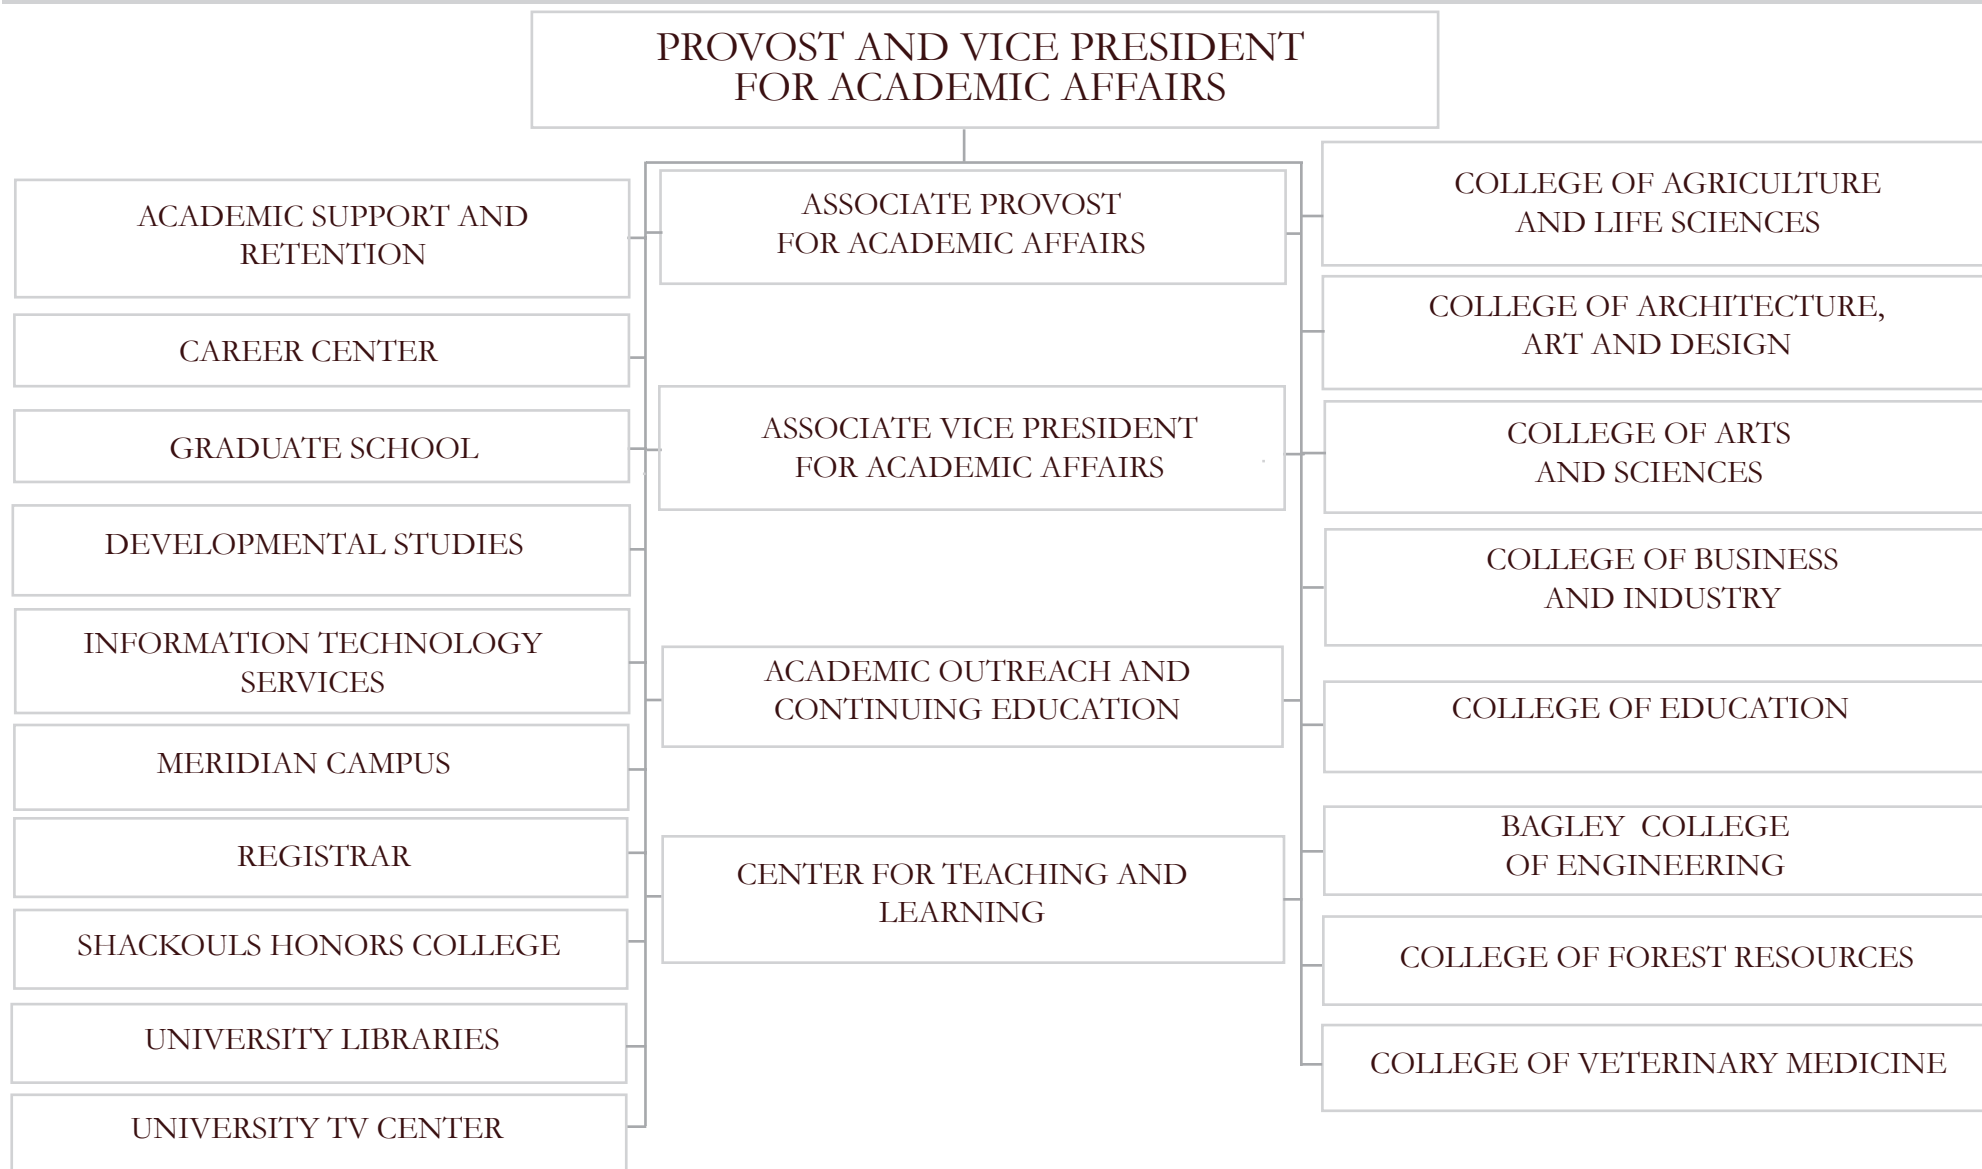 PROVOST AND VICE PRESIDENT
FOR ACADEMIC AFFAIRS
ACADEMIC SUPPORT AND
RETENTION
CAREER CENTER
GRADUATE SCHOOL
DEVELOPMENTAL STUDIES
INFORMATION TECHNOLOGY
SERVICES
MERIDIAN CAMPUS
REGISTRAR
SHACKOULS HONORS COLLEGE
UNIVERSITY LIBRARIES
UNIVERSITY TV CENTER
ASSOCIATE PROVOST
FOR ACADEMIC AFFAIRS
ASSOCIATE VICE PRESIDENT
FOR ACADEMIC AFFAIRS
ACADEMIC OUTREACH AND
CONTINUING EDUCATION
CENTER FOR TEACHING AND
LEARNING
COLLEGE OF AGRICULTURE
AND LIFE SCIENCES
COLLEGE OF ARCHITECTURE,
ART AND DESIGN
COLLEGE OF ARTS
AND SCIENCES
COLLEGE OF BUSINESS
AND INDUSTRY
COLLEGE OF EDUCATION
BAGLEY COLLEGE
OF ENGINEERING
COLLEGE OF FOREST RESOURCES
COLLEGE OF VETERINARY MEDICINE